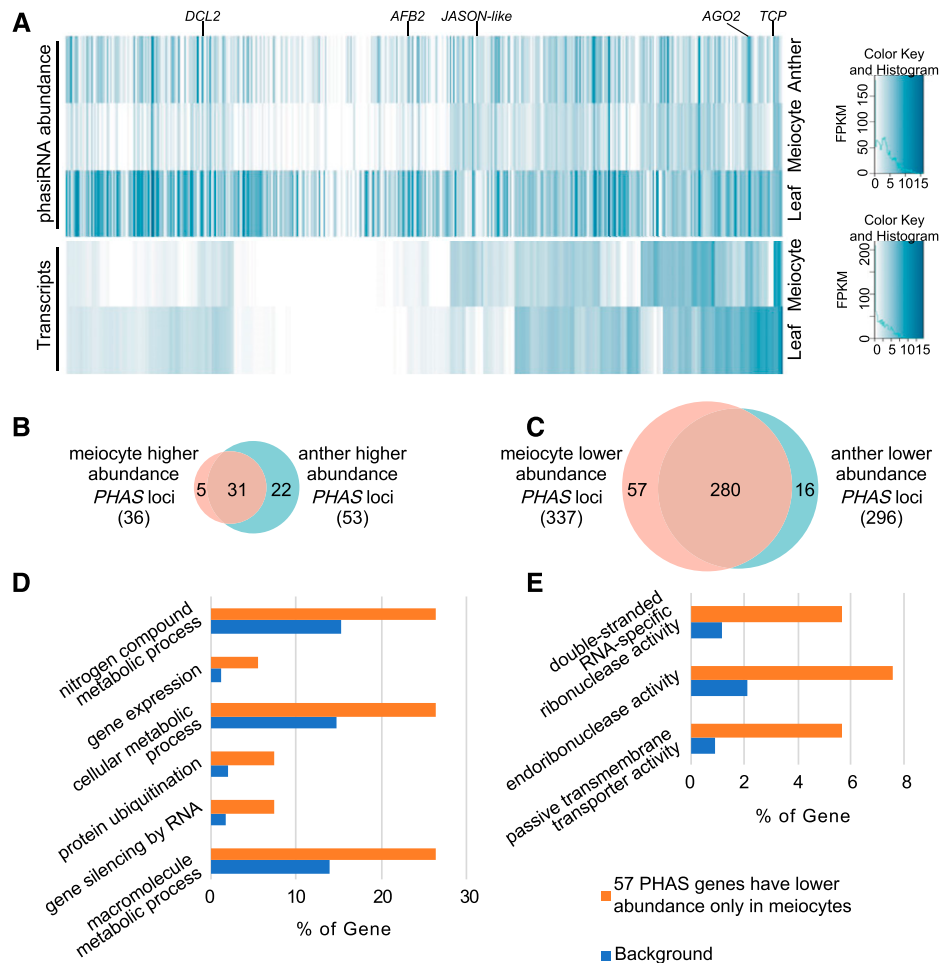 A
DCL2
AFB2
JASON-like
AGO2
TCP
phasiRNA abundance
Transcripts
Anther
Meiocyte
Leaf
Meiocyte
Leaf
Color Key
and Histogram
FPKM
0 50 100 150
0 5 10 15
Color Key
and Histogram
FPKM
0 100 200
0 5 10 15
B
meiocyte higher
abundance
PHAS loci
(36)
5
31
22
anther higher
abundance
PHAS loci
(53)
C
meiocyte lower
abundance
PHAS loci
(337)
57
280
16
anther lower
abundance
PHAS loci
(296)
D
nitrogen compound
metabolic process
gene expression
cellular metabolic
process
protein ubiquitination
gene silencing by RNA
macromolecule
metabolic process
0 10 20 30
% of Gene
E
double-stranded
RNA-specific
ribonuclease activity
endoribonuclease activity
passive transmembrane
transporter activity
0 2 4 6 8
% of Gene
57 PHAS genes have lower
abundance only in meiocytes
Background